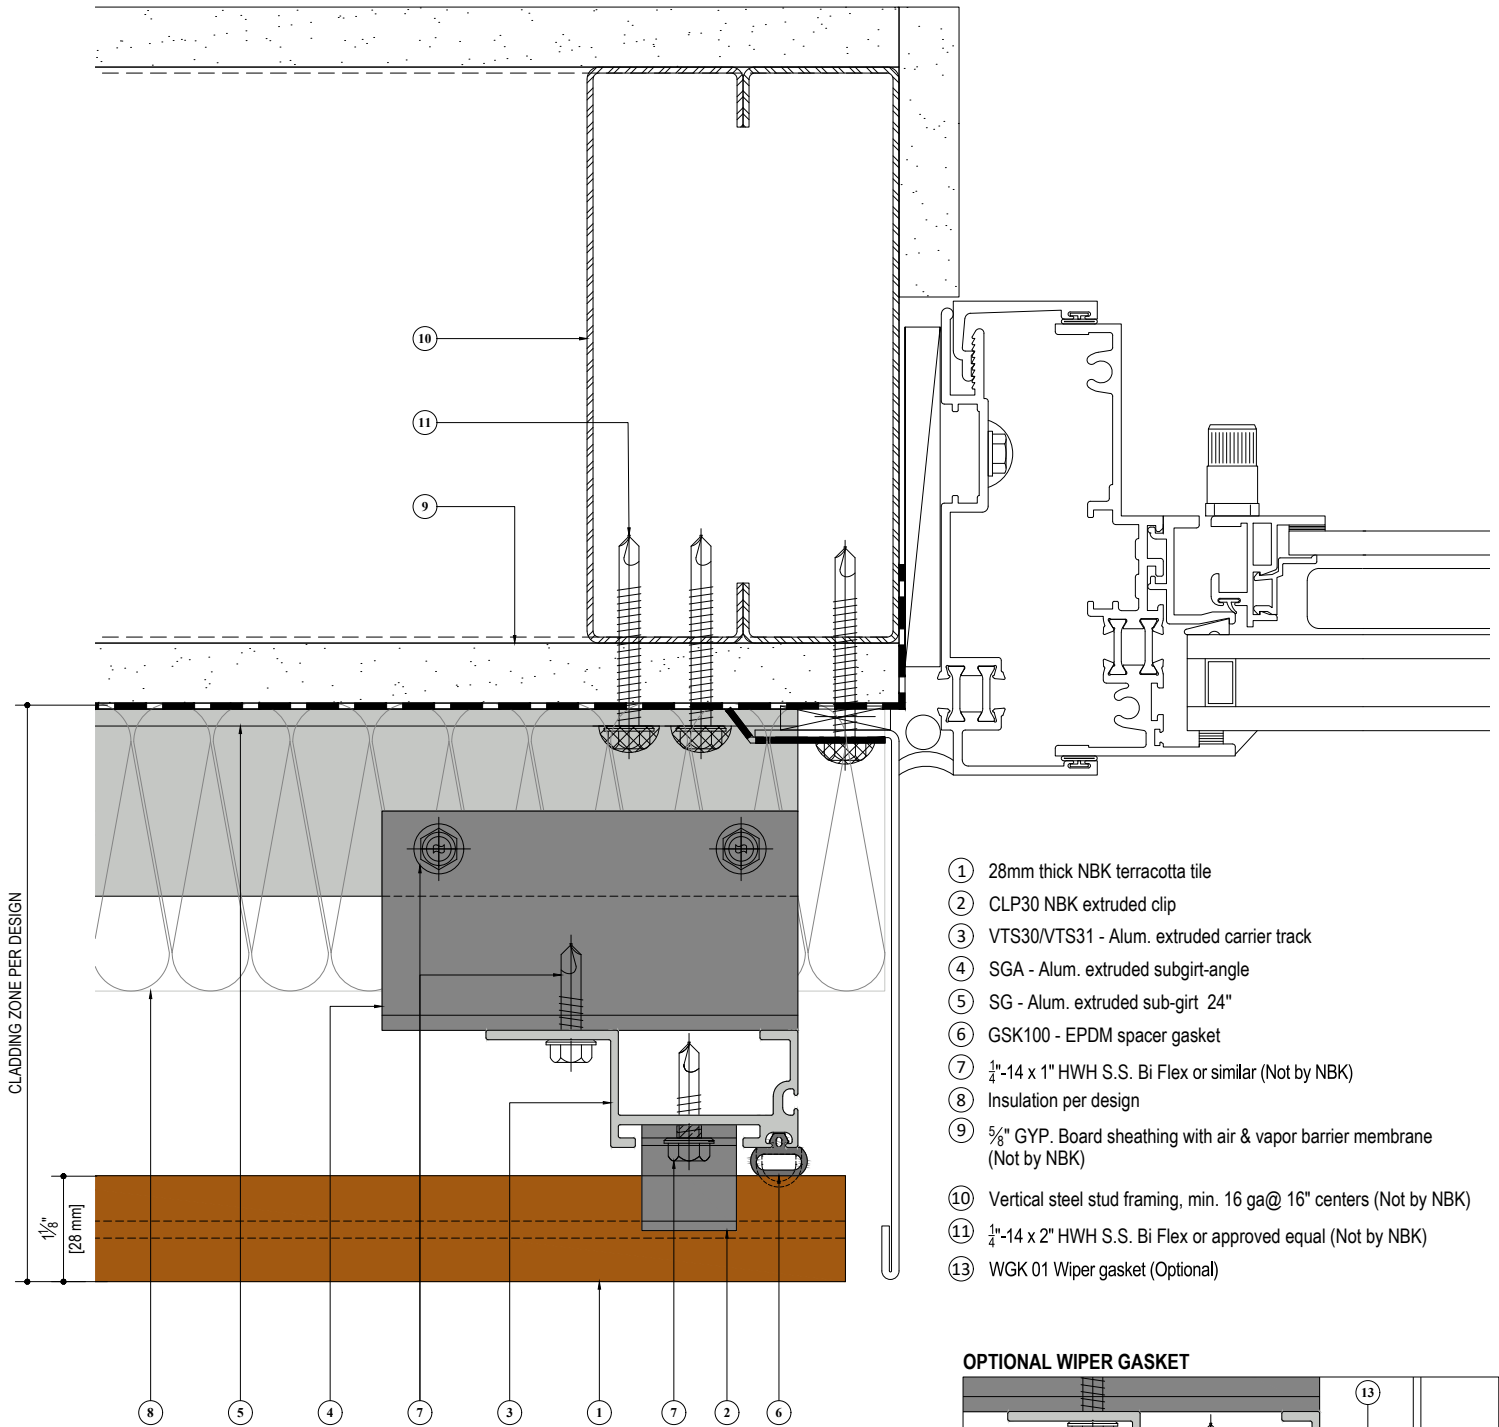 10
11
9
CLADDING ZONE PER DESIGN
1⅛"
[28 mm]
1 28mm thick NBK terracotta tile
2 CLP30 NBK extruded clip
3 VTS30/VTS31 - Alum. extruded carrier track
4 SGA - Alum. extruded subgirt-angle
5 SG - Alum. extruded sub-girt 24"
6 GSK100 - EPDM spacer gasket
7 ¼"-14 x 1" HWH S.S. Bi Flex or similar (Not by NBK)
8 Insulation per design
9 ⅝" GYP. Board sheathing with air & vapor barrier membrane
(Not by NBK)
10 Vertical steel stud framing, min. 16 ga@ 16" centers (Not by NBK)
11 ¼"-14 x 2" HWH S.S. Bi Flex or approved equal (Not by NBK)
13 WGK 01 Wiper gasket (Optional)
OPTIONAL WIPER GASKET
13
8 5 4 7 3 1 7 2 6